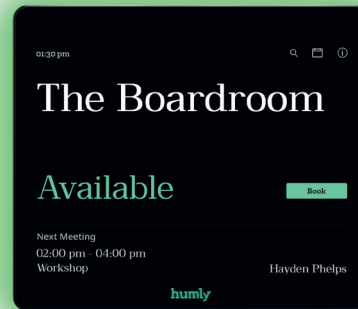 01:30 pm
The Boardroom
Available
Book
Next Meeting
02:00 pm - 04:00 pm
Workshop
Hayden Phelps
humly